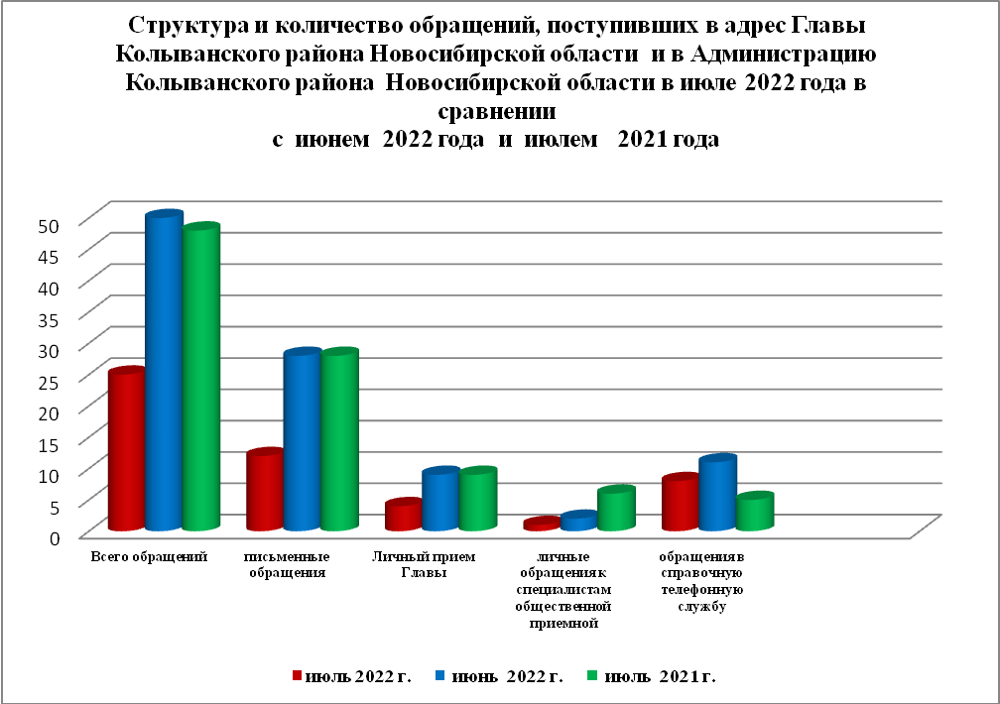 Структура и количество обращений, поступивших в адрес Главы
Колыванского района Новосибирской области  и в Администрацию
Колыванского района  Новосибирской области в июле 2022 года в
сравнении
с  июнем  2022 года  и  июлем   2021 года
50
45
40
35
30
25
20
15
10
5
0
Всего обращений
письменные
обращения
Личный прием
Главы
личные
обращения к
специалистам
общественной
приемной
обращения в
справочную
телефонную
службу
июль 2022 г.
июнь  2022 г.
июль  2021 г.